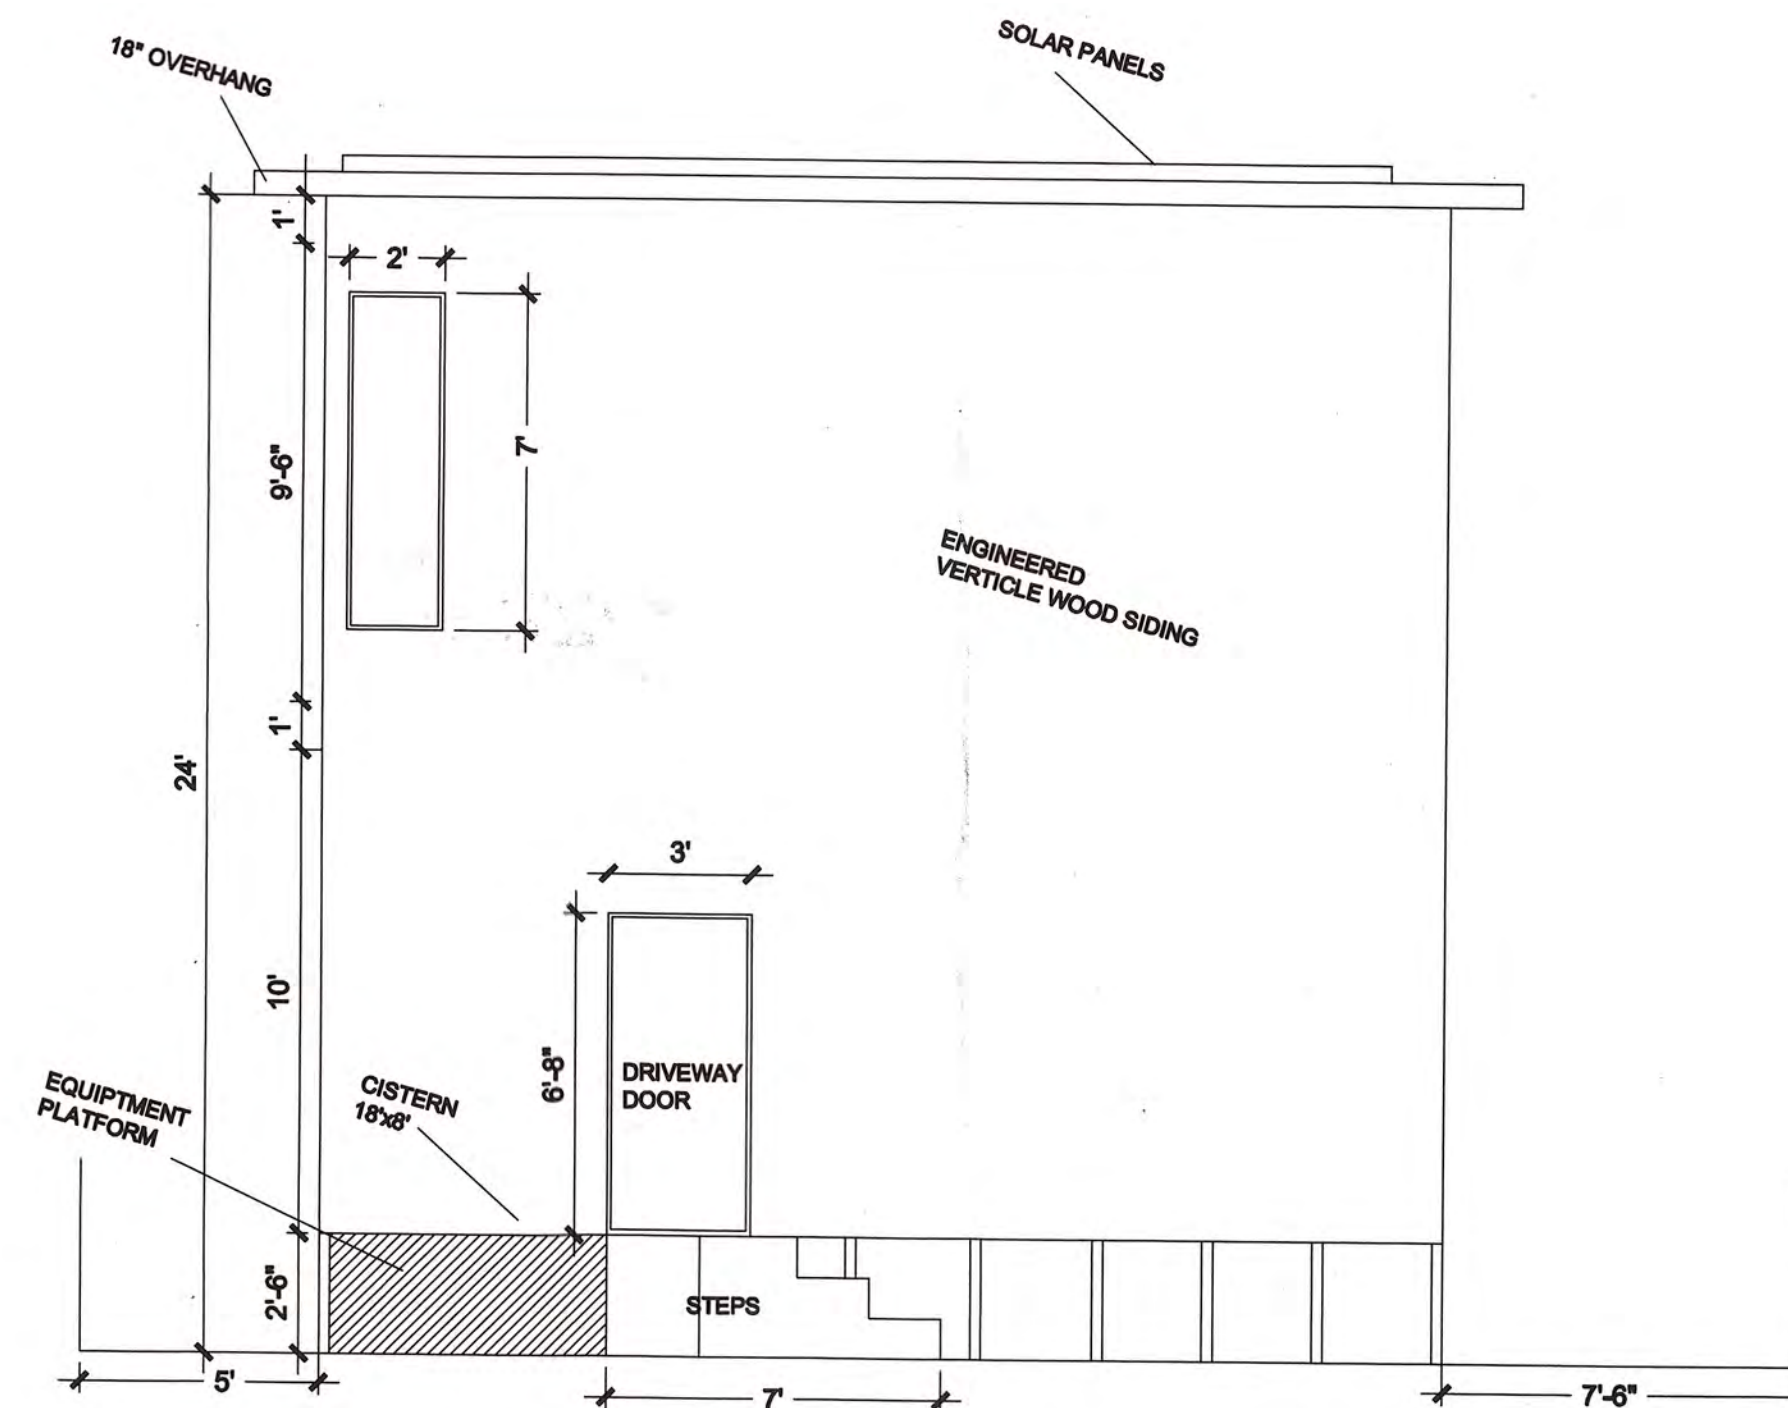 18" OVERHANG
SOLAR PANELS
1'
2'
7'
9'-6"
ENGINEERED
VERTICLE WOOD SIDING
1'
24'
3'
10'
6'-8"
DRIVEWAY
DOOR
EQUIPTMENT
PLATFORM
CISTERN
18'x8'
2'-6"
STEPS
5'
7'
7'-6"